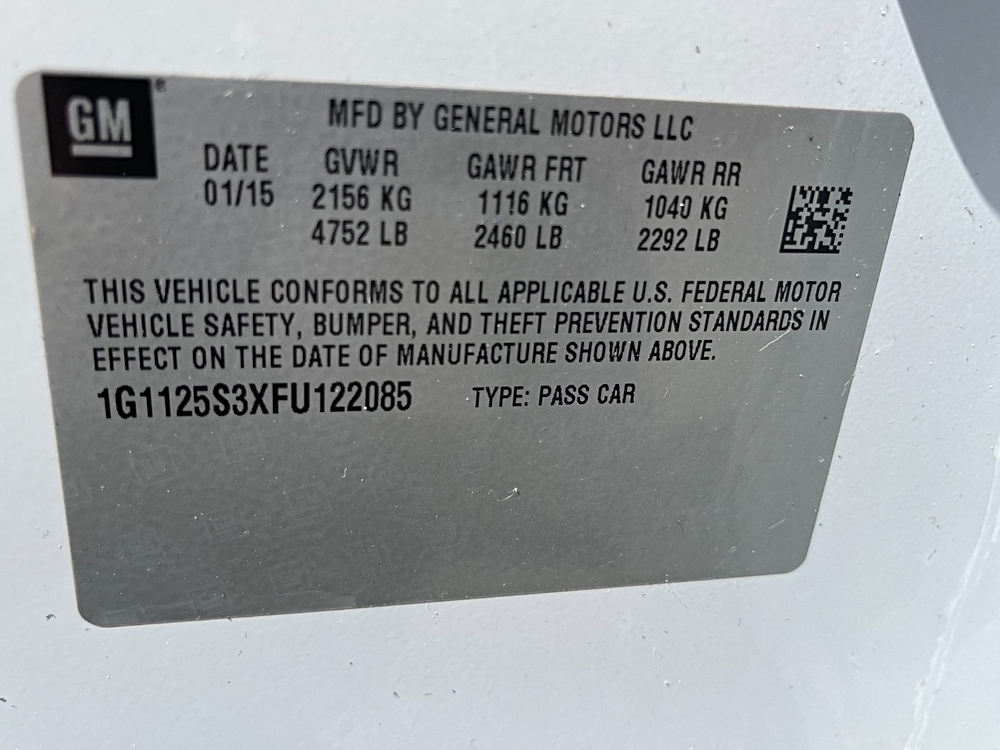 GM ®
MFD BY GENERAL MOTORS LLC
DATE GVWR GAWR FRT GAWR RR
01/15 2156 KG 1116 KG 1040 KG
4752 LB 2460 LB 2292 LB
THIS VEHICLE CONFORMS TO ALL APPLICABLE U.S. FEDERAL MOTOR
VEHICLE SAFETY, BUMPER, AND THEFT PREVENTION STANDARDS IN
EFFECT ON THE DATE OF MANUFACTURE SHOWN ABOVE.
1G1125S3XFU122085 TYPE: PASS CAR